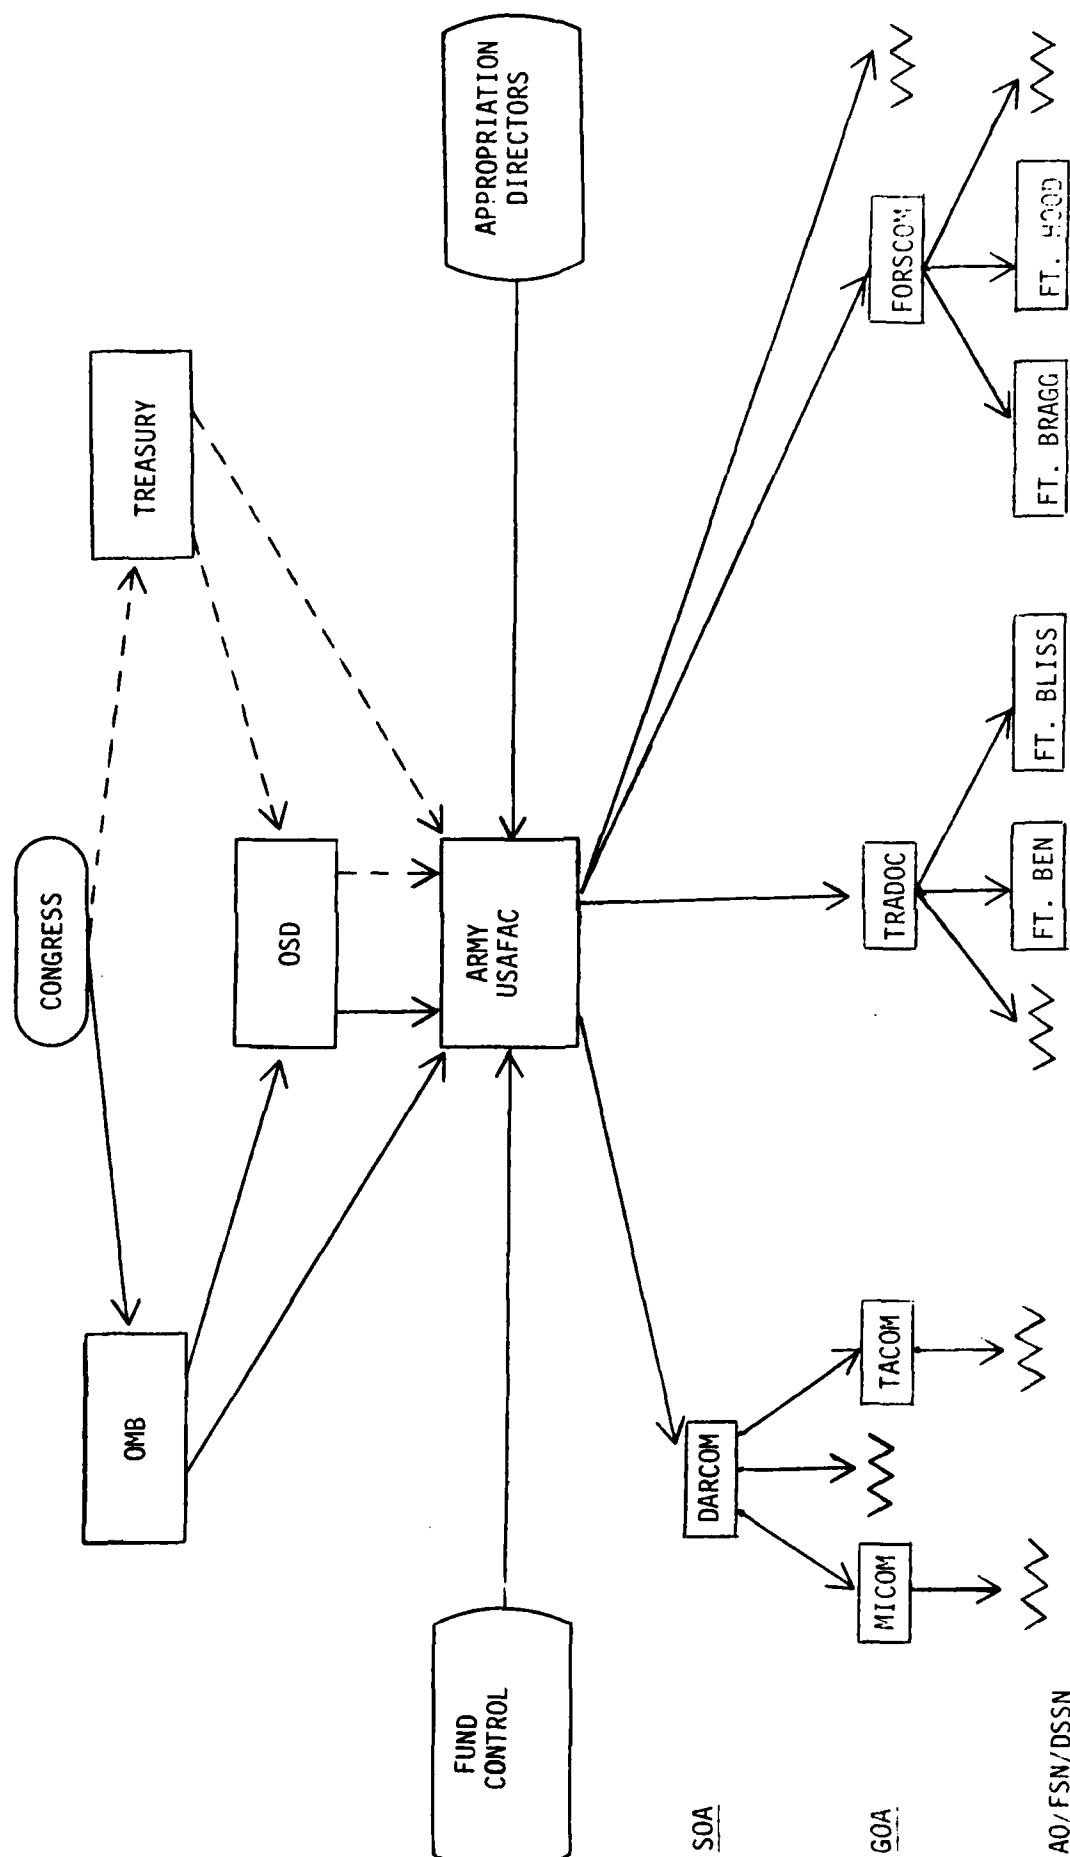 CONGRESS
OMB
TREASURY
OSD
FUND
CONTROL
ARMY
USAFAC
APPROPRIATION
DIRECTORS
SOA
DARCOM
GOA
MICOM
TACOM
TRADOC
FORSCOM
AO/FSN/DSSN
FT. BEN
FT. BLISS
FT. BRAGG
FT. HOOD